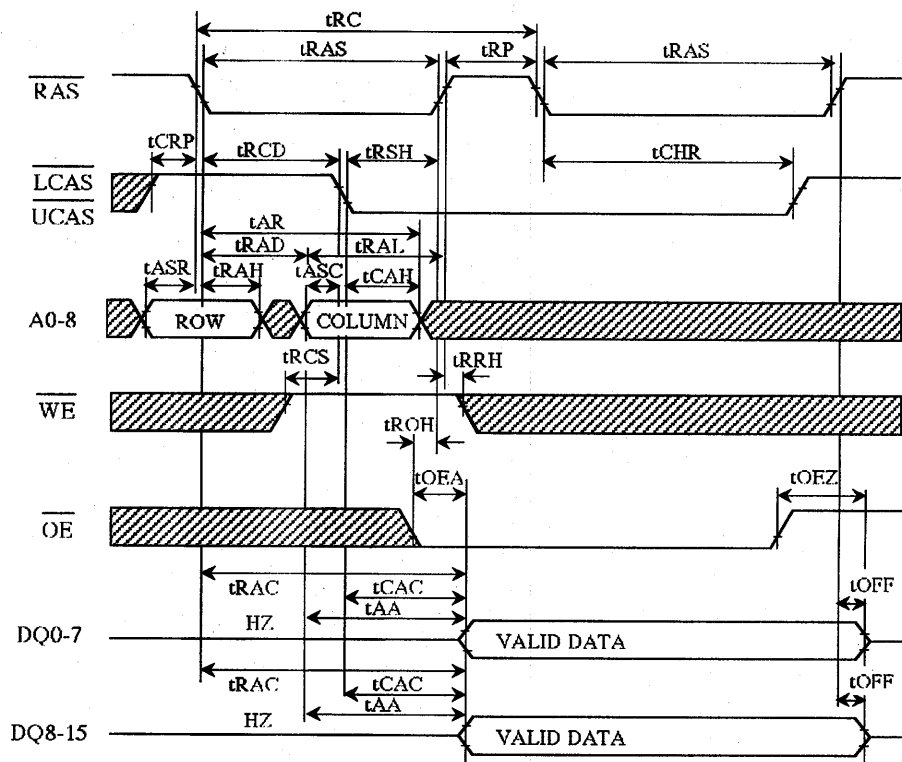 tRC
tRAS tRP tRAS
RAS
tCRP tRCD tRSH tCHR
LCAS
UCAS
tAR
tRAD tRAL
tASR tRAH tASC tCAH
A0-8 ROW COLUMN
tRCS tRRH
WE
tROH
tOEA tOEZ
OE
tRAC tCAC tOFF
HZ tAA
DQ0-7 VALID DATA
tRAC tCAC tOFF
HZ tAA
DQ8-15 VALID DATA